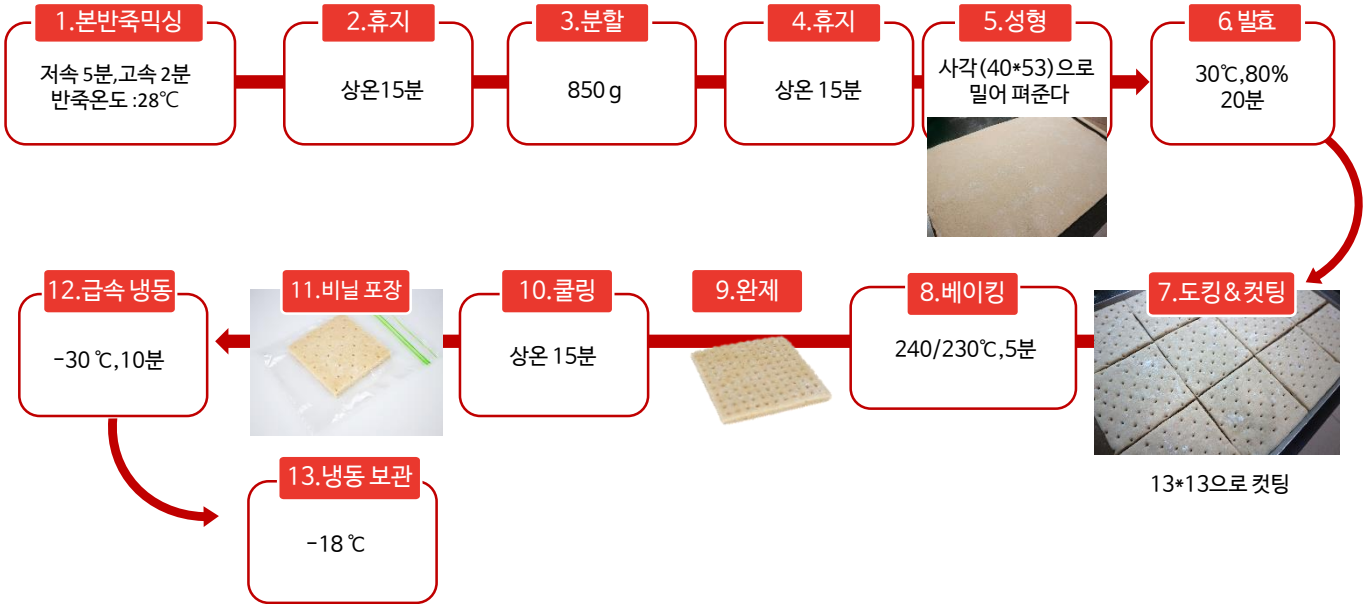 1.본반죽믹싱
저속 5분,고속 2분
반죽온도 :28℃
2.휴지
상온15분
3.분할
850 g
4.휴지
상온 15분
5.성형
사각(40*53)으로
밀어 펴준다
6.발효
30℃,80%
20분
7.도킹&컷팅
13*13으로 컷팅
8.베이킹
240/230℃,5분
9.완제
10.쿨링
상온 15분
11.비닐 포장
12.급속 냉동
-30 ℃,10분
13.냉동 보관
-18 ℃